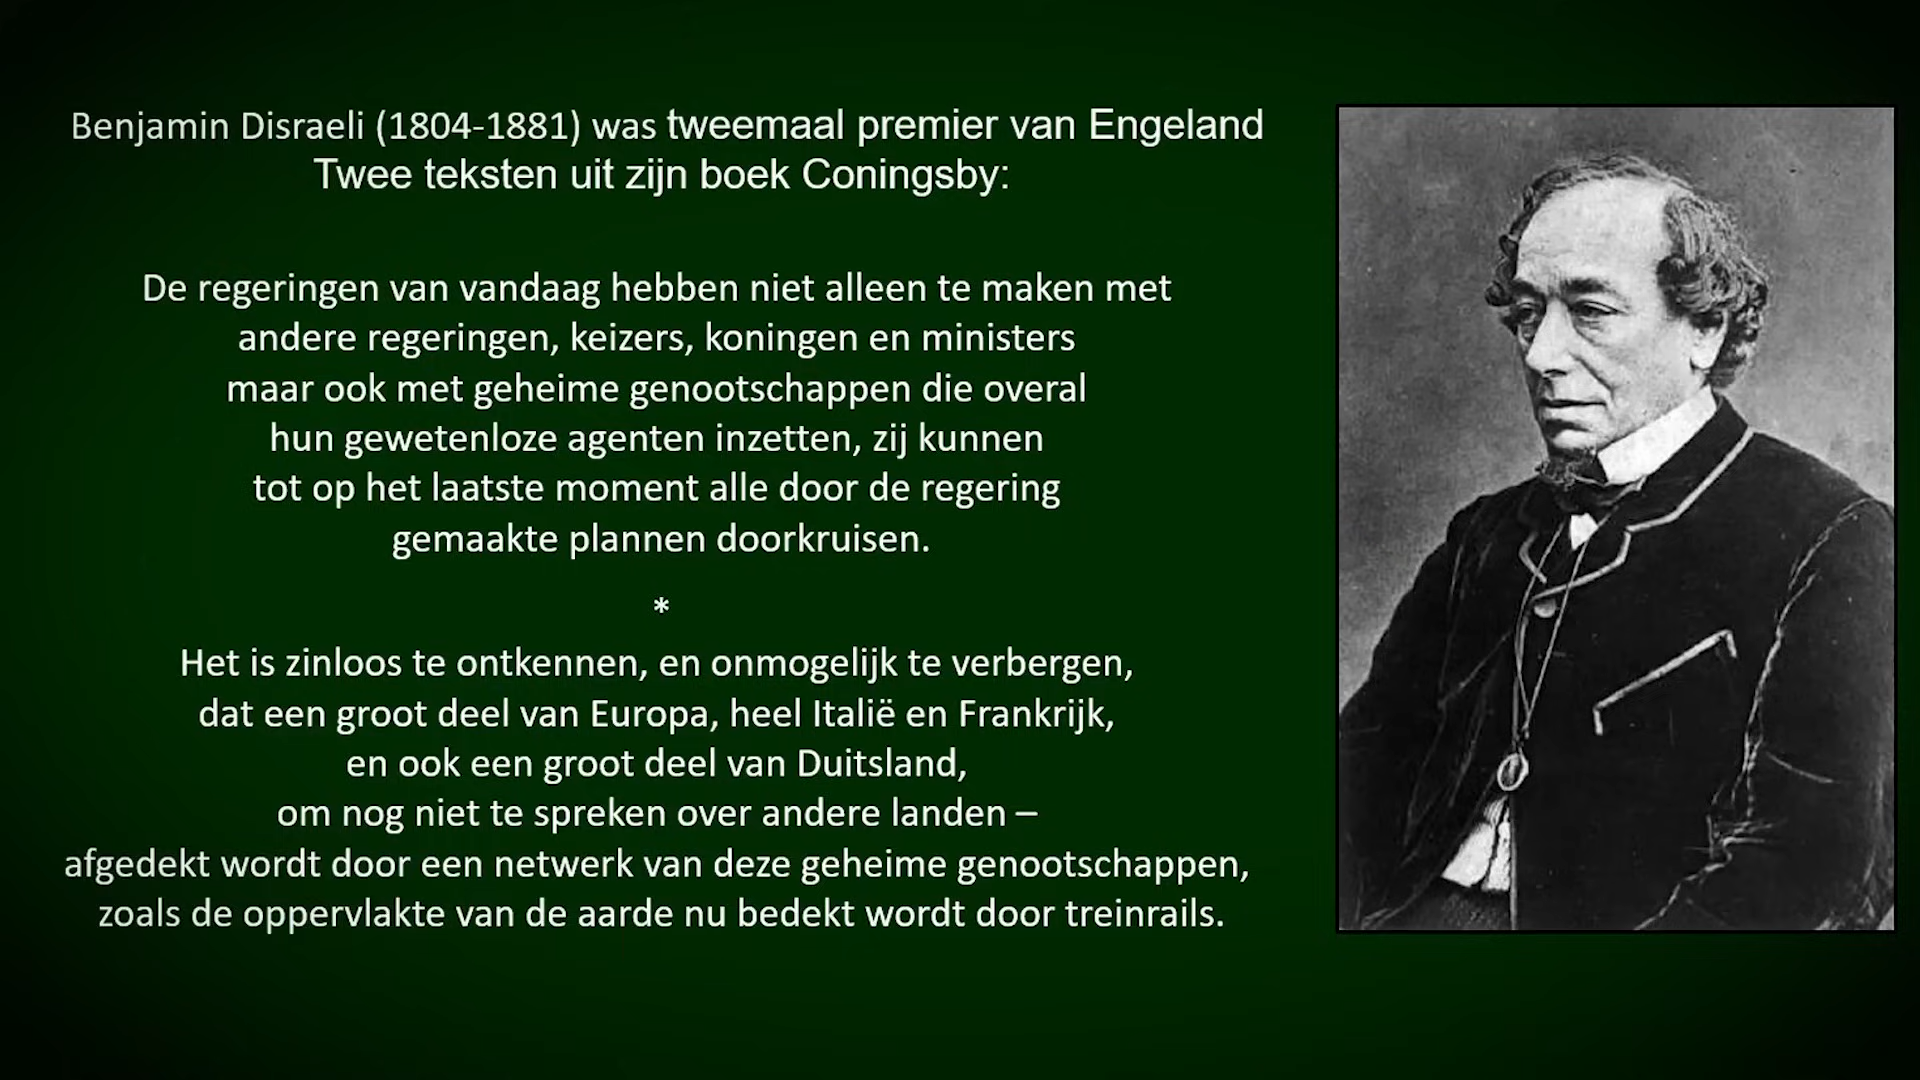 Benjamin Disraeli (1804-1881) was tweemaal premier van Engeland
Twee teksten uit zijn boek Coningsby:
De regeringen van vandaag hebben niet alleen te maken met
andere regeringen, keizers, koningen en ministers
maar ook met geheime genootschappen die overal
hun gewetenloze agenten inzetten, zij kunnen
tot op het laatste moment alle door de regering
gemaakte plannen doorkruisen.
*
Het is zinloos te ontkennen, en onmogelijk te verbergen,
dat een groot deel van Europa, heel Italië en Frankrijk,
en ook een groot deel van Duitsland,
om nog niet te spreken over andere landen –
afgedekt wordt door een netwerk van deze geheime genootschappen,
zoals de oppervlakte van de aarde nu bedekt wordt door treinrails.